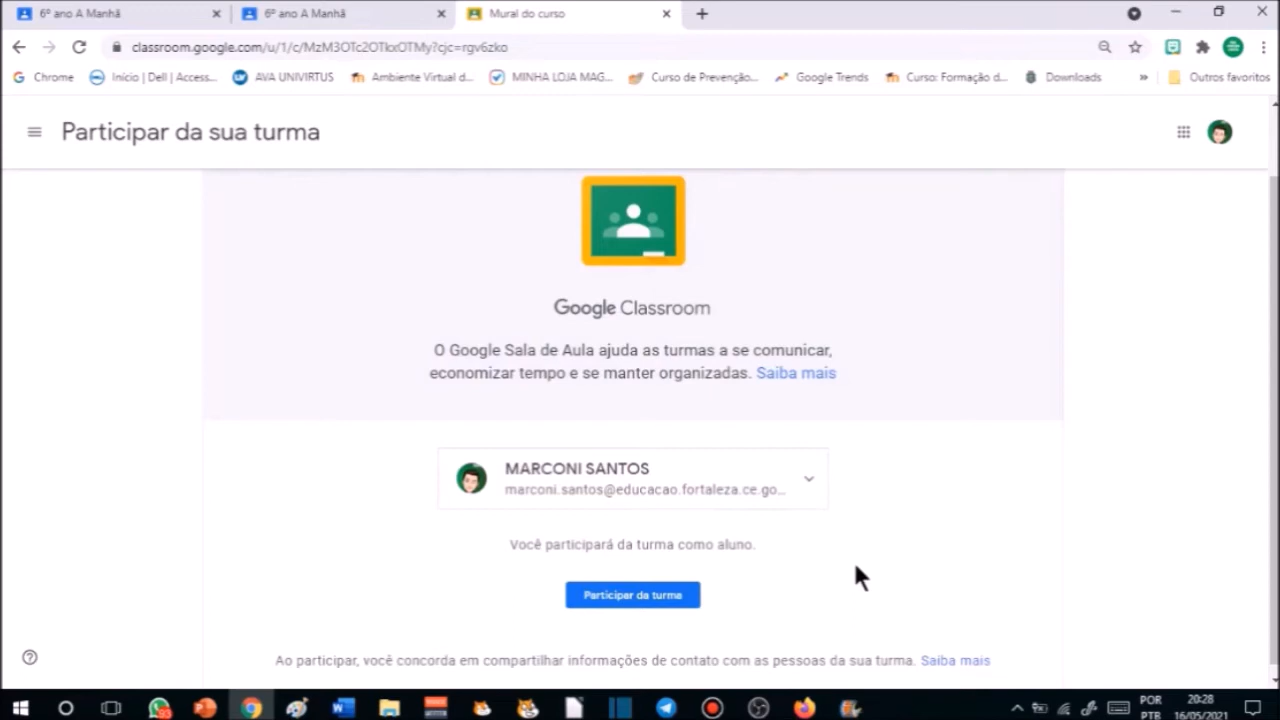 6º ano A Manhã
6º ano A Manhã
Mural do curso
classroom.google.com/u/1/c/MzM3OTc2OTkxOTMy?cjc=rgv6zko
Chrome
Início | Dell | Access...
AVA UNIVIRTUS
Ambiente Virtual d...
MINHA LOJA MAG...
Curso de Prevenção...
Google Trends
Curso: Formação d...
Downloads
»
Outros favoritos
Participar da sua turma
Google Classroom
O Google Sala de Aula ajuda as turmas a se comunicar,
economizar tempo e se manter organizadas. Saiba mais
MARCONI SANTOS
marconi.santos@educacao.fortaleza.ce.go...
Você participará da turma como aluno.
Participar da turma
Ao participar, você concorda em compartilhar informações de contato com as pessoas da sua turma. Saiba mais
POR
PTB
20:28
16/05/2021